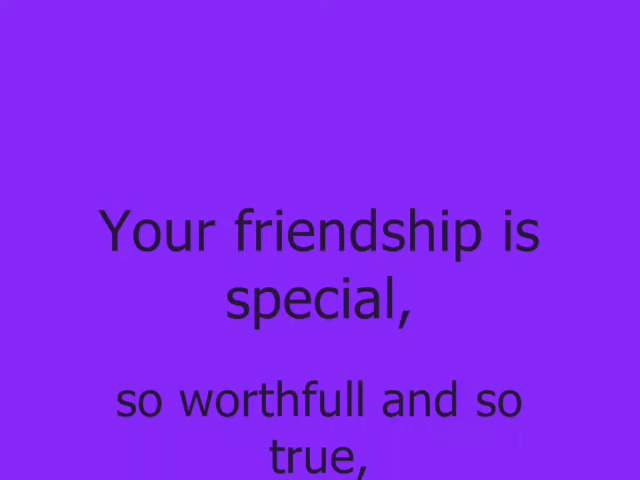 Your friendship is
special,
so worthfull and so
true,